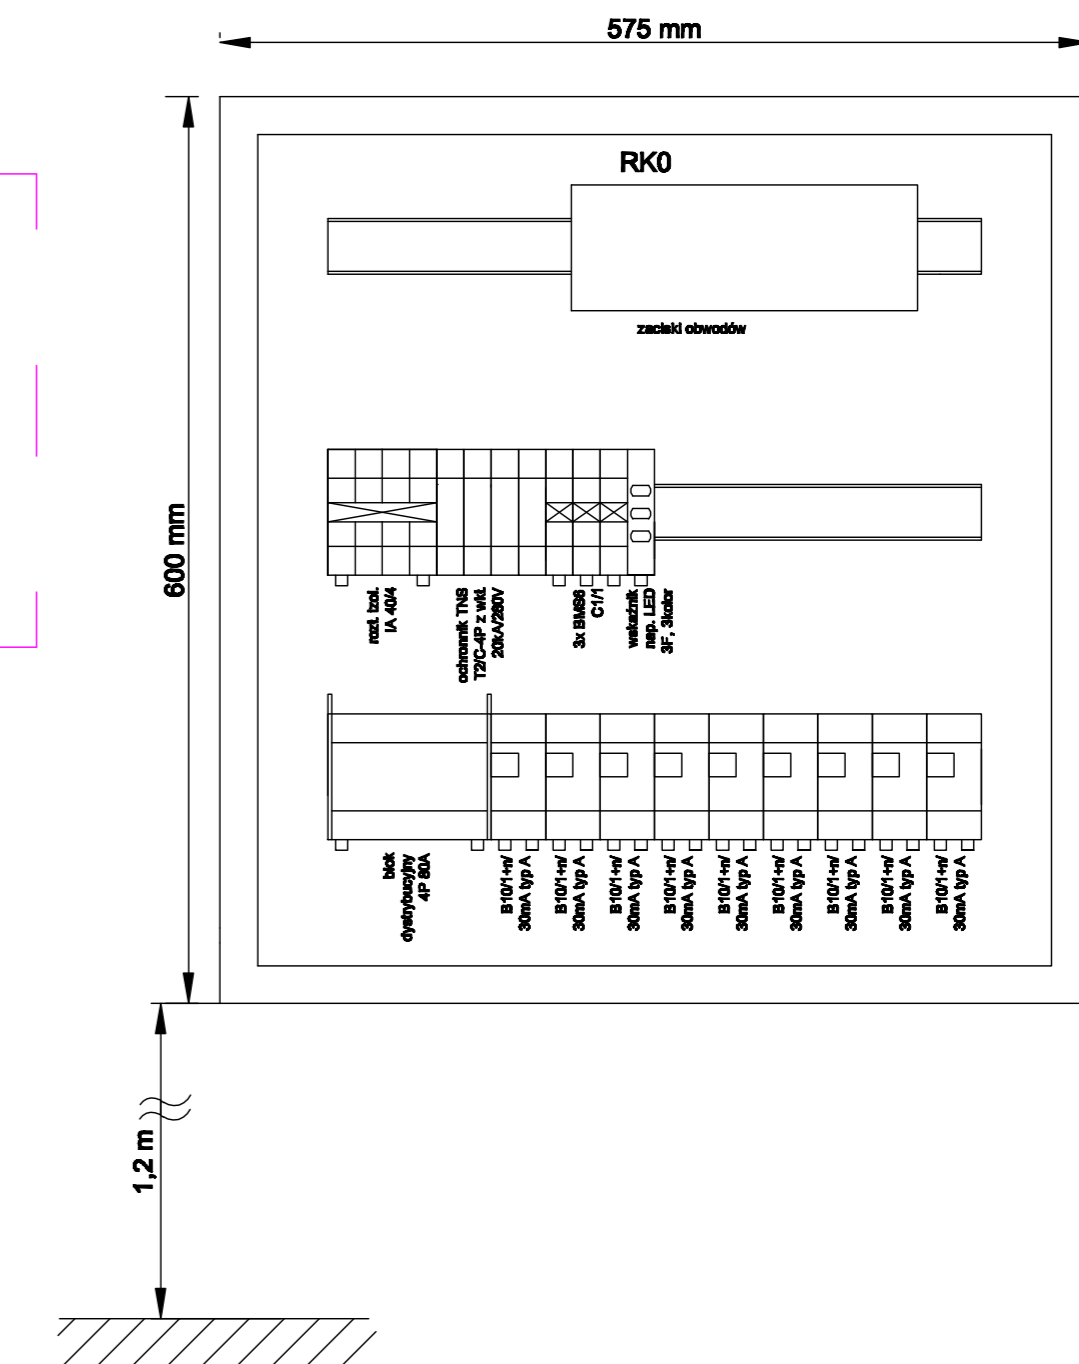 575 mm
RK0
zaciski obwodów
600 mm
rozł. izol.
IA 40/4
ochronnik TNS
T2/C-4P z wkł.
20kA/280V
3x BMS6
C1/1
wskaźnik
nap. LED
3F, 3kolor
blok
dystrybucyjny
4P 80A
B10/1+n/
30mA typ A
B10/1+n/
30mA typ A
B10/1+n/
30mA typ A
B10/1+n/
30mA typ A
B10/1+n/
30mA typ A
B10/1+n/
30mA typ A
B10/1+n/
30mA typ A
B10/1+n/
30mA typ A
B10/1+n/
30mA typ A
1,2 m